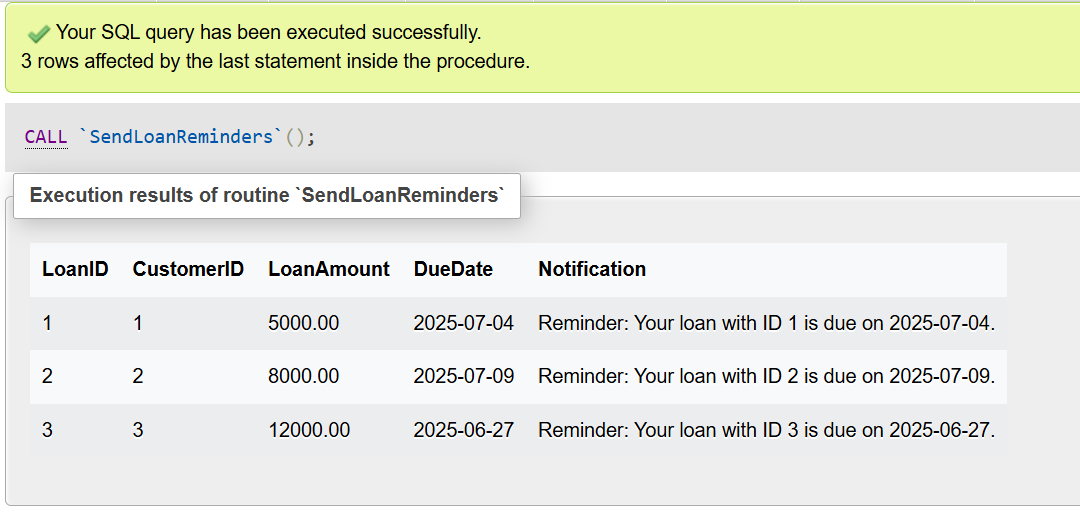 Your SQL query has been executed successfully.
3 rows affected by the last statement inside the procedure.
CALL `SendLoanReminders`();
Execution results of routine `SendLoanReminders`
LoanID CustomerID LoanAmount DueDate Notification
1 1 5000.00 2025-07-04 Reminder: Your loan with ID 1 is due on 2025-07-04.
2 2 8000.00 2025-07-09 Reminder: Your loan with ID 2 is due on 2025-07-09.
3 3 12000.00 2025-06-27 Reminder: Your loan with ID 3 is due on 2025-06-27.